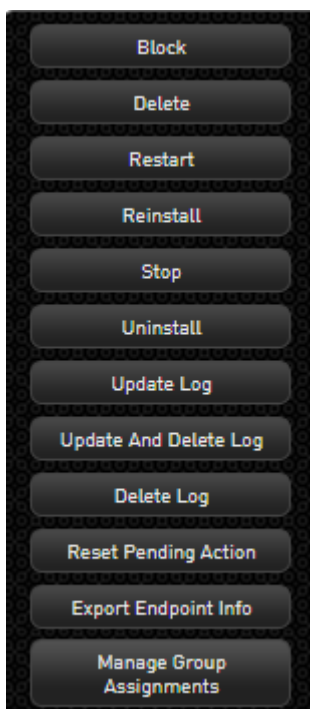 Block
Delete
Restart
Reinstall
Stop
Uninstall
Update Log
Update And Delete Log
Delete Log
Reset Pending Action
Export Endpoint Info
Manage Group
Assignments